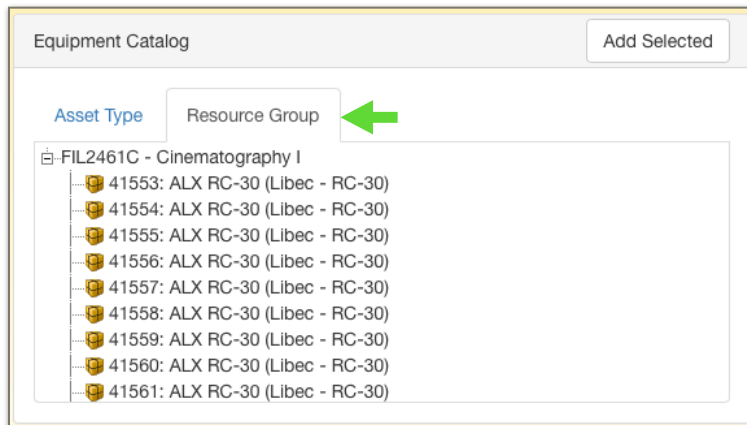 Equipment Catalog
Add Selected
Asset Type
Resource Group
FIL2461C - Cinematography I
41553: ALX RC-30 (Libec - RC-30)
41554: ALX RC-30 (Libec - RC-30)
41555: ALX RC-30 (Libec - RC-30)
41556: ALX RC-30 (Libec - RC-30)
41557: ALX RC-30 (Libec - RC-30)
41558: ALX RC-30 (Libec - RC-30)
41559: ALX RC-30 (Libec - RC-30)
41560: ALX RC-30 (Libec - RC-30)
41561: ALX RC-30 (Libec - RC-30)